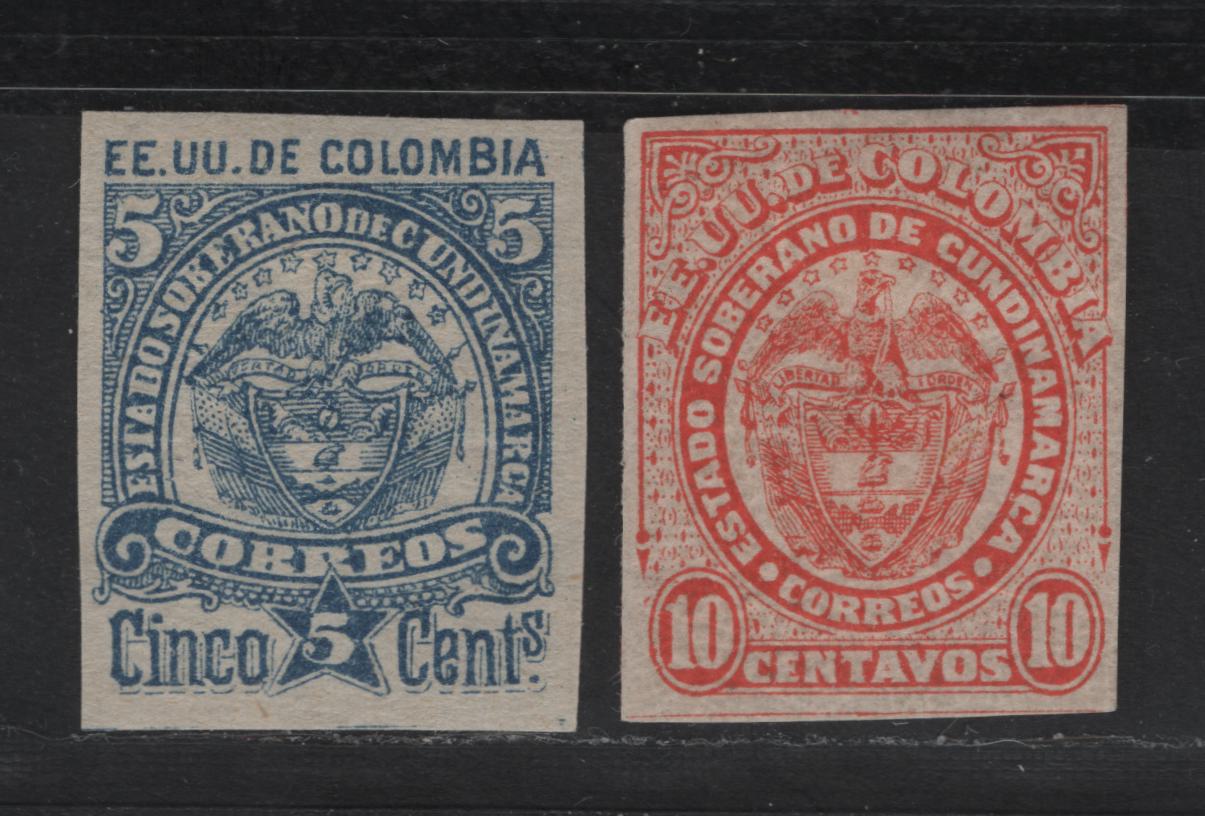 EE.UU.DE COLOMBIA
5 5
ESTADO SOBERANO DE CUNDINAMARCA
LIBERTAD Y ORDEN
CORREOS
Cinco 5 Cents.
EE.UU.DE COLOMBIA
ESTADO SOBERANO DE CUNDINAMARCA
LIBERTAD I ORDEN
• CORREOS •
10 CENTAVOS 10